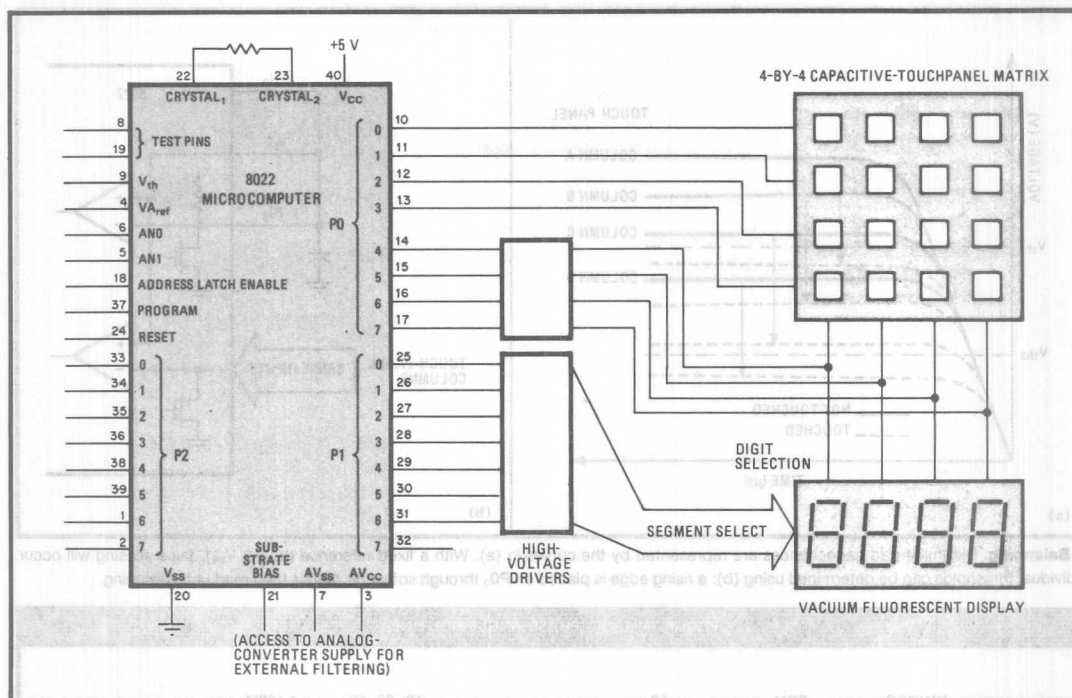 +5 V
22 23 40
CRYSTAL1 CRYSTAL2 VCC
4-BY-4 CAPACITIVE-TOUCHPANEL MATRIX
8
19
TEST PINS
9 Vth
4 VAref
6 AN0
5 AN1
18 ADDRESS LATCH ENABLE
37 PROGRAM
24 RESET
8022
MICROCOMPUTER
P0
0 10
1 11
2 12
3 13
4 14
5 15
6 16
7 17
33 0
34 1
35 2
36 3
38 4
39 5
1 6
2 7
P2
P1
0 25
1 26
2 27
3 28
4 29
5 30
6 31
7 32
SUB-
STRATE
BIAS
VSS AVSS AVCC
20 21 7 3
(ACCESS TO ANALOG-
CONVERTER SUPPLY FOR
EXTERNAL FILTERING)
HIGH-
VOLTAGE
DRIVERS
DIGIT
SELECTION
SEGMENT SELECT
VACUUM FLUORESCENT DISPLAY